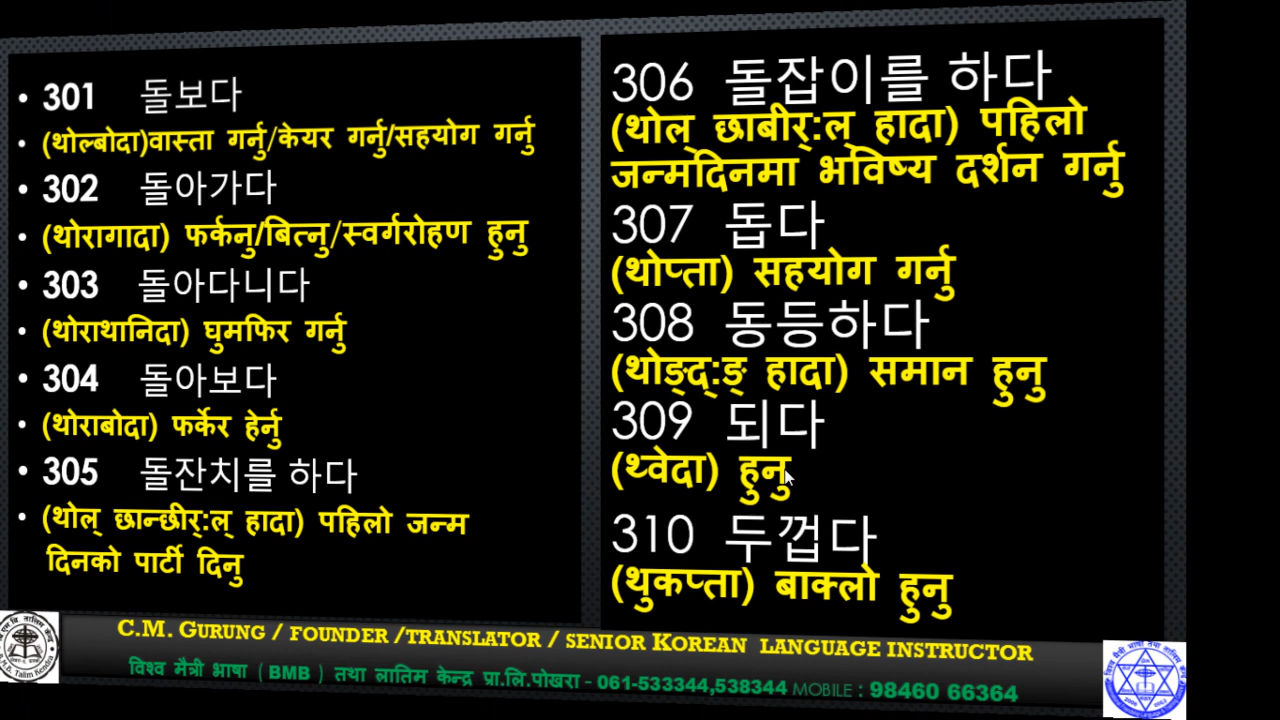 301 돌보다
(थोल्बोदा)वास्ता गर्नु/केयर गर्नु/सहयोग गर्नु
302 돌아가다
(थोरागादा) फर्कनु/बित्नु/स्वर्गरोहण हुनु
303 돌아다니다
(थोराथानिदा) घुमफिर गर्नु
304 돌아보다
(थोराबोदा) फर्केर हेर्नु
305 돌잔치를 하다
(थोल् छान्छीर्:ल् हादा) पहिलो जन्म
दिनको पार्टी दिनु
306 돌잡이를 하다
(थोल् छाबीर्:ल् हादा) पहिलो
जन्मदिनमा भविष्य दर्शन गर्नु
307 돕다
(थोप्ता) सहयोग गर्नु
308 동등하다
(थोङ्द्:ङ् हादा) समान हुनु
309 되다
(थ्वेदा) हुनु
310 두껍다
(थुकप्ता) बाक्लो हुनु
C.M. GURUNG / FOUNDER /TRANSLATOR / SENIOR KOREAN LANGUAGE INSTRUCTOR
विश्व मैत्री भाषा ( BMB ) तथा लातिम केन्द्र प्रा.लि.पोखरा - 061-533344,538344 MOBILE : 98460 66364